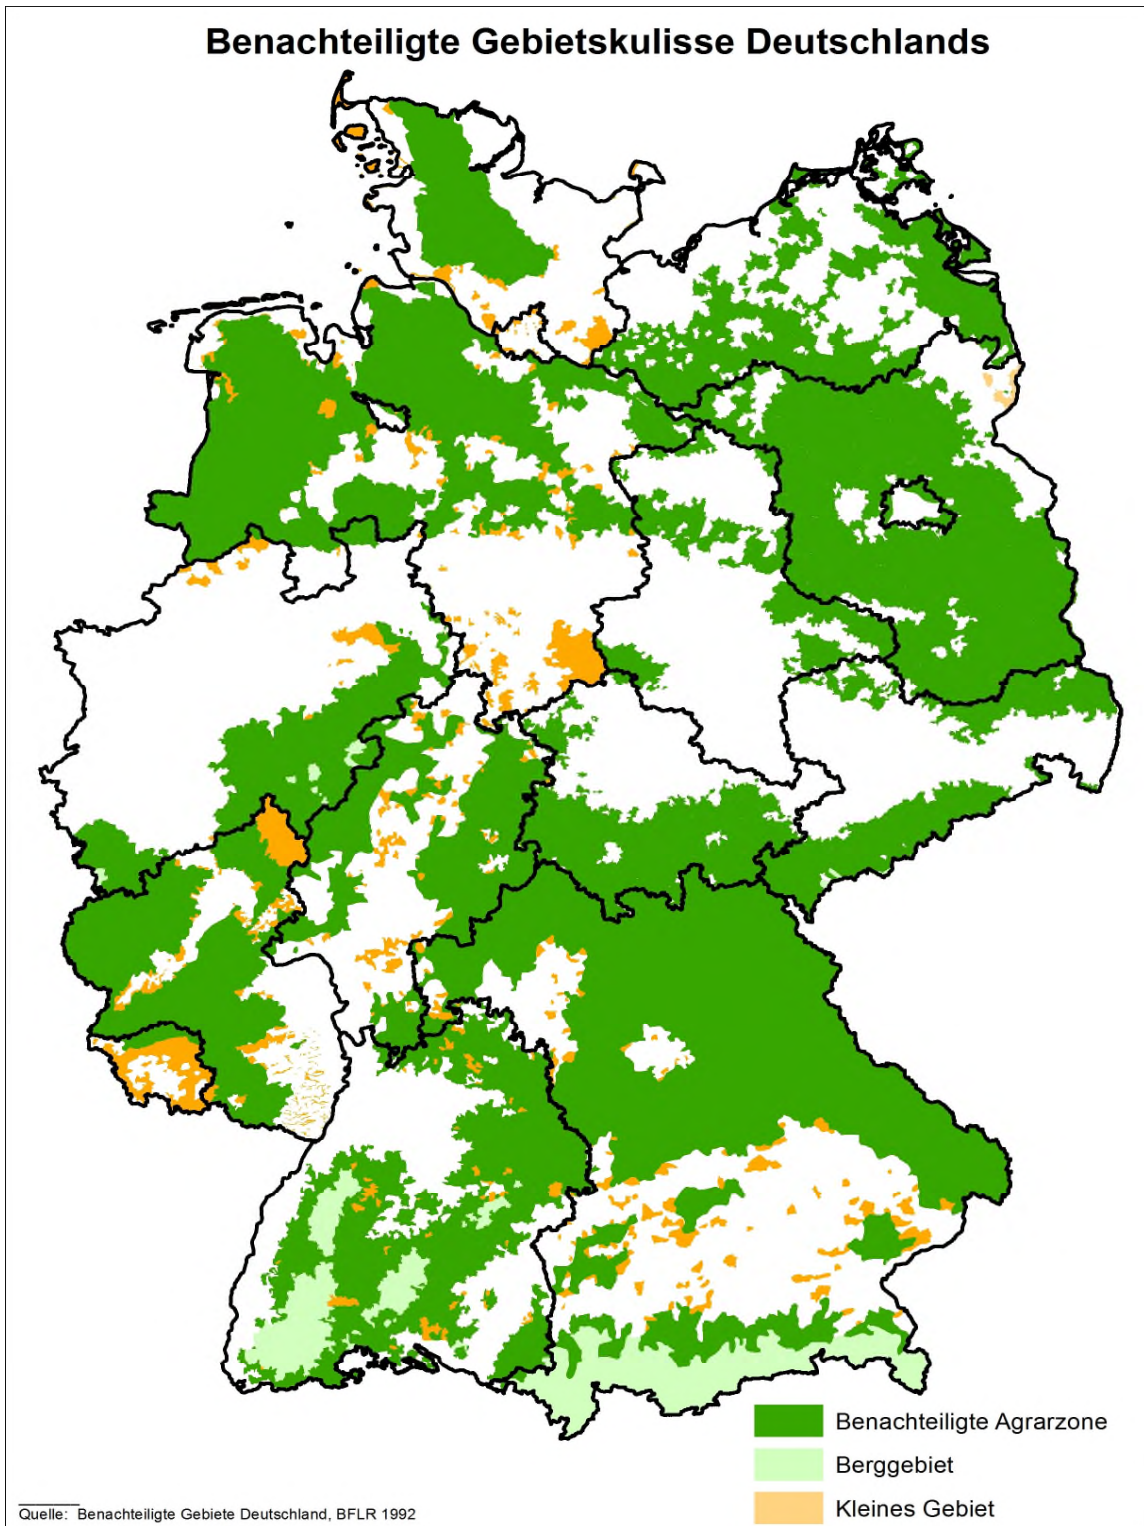 Benachteiligte Gebietskulisse Deutschlands
Benachteiligte Agrarzone
Berggebiet
Kleines Gebiet
Quelle: Benachteiligte Gebiete Deutschland, BFLR 1992